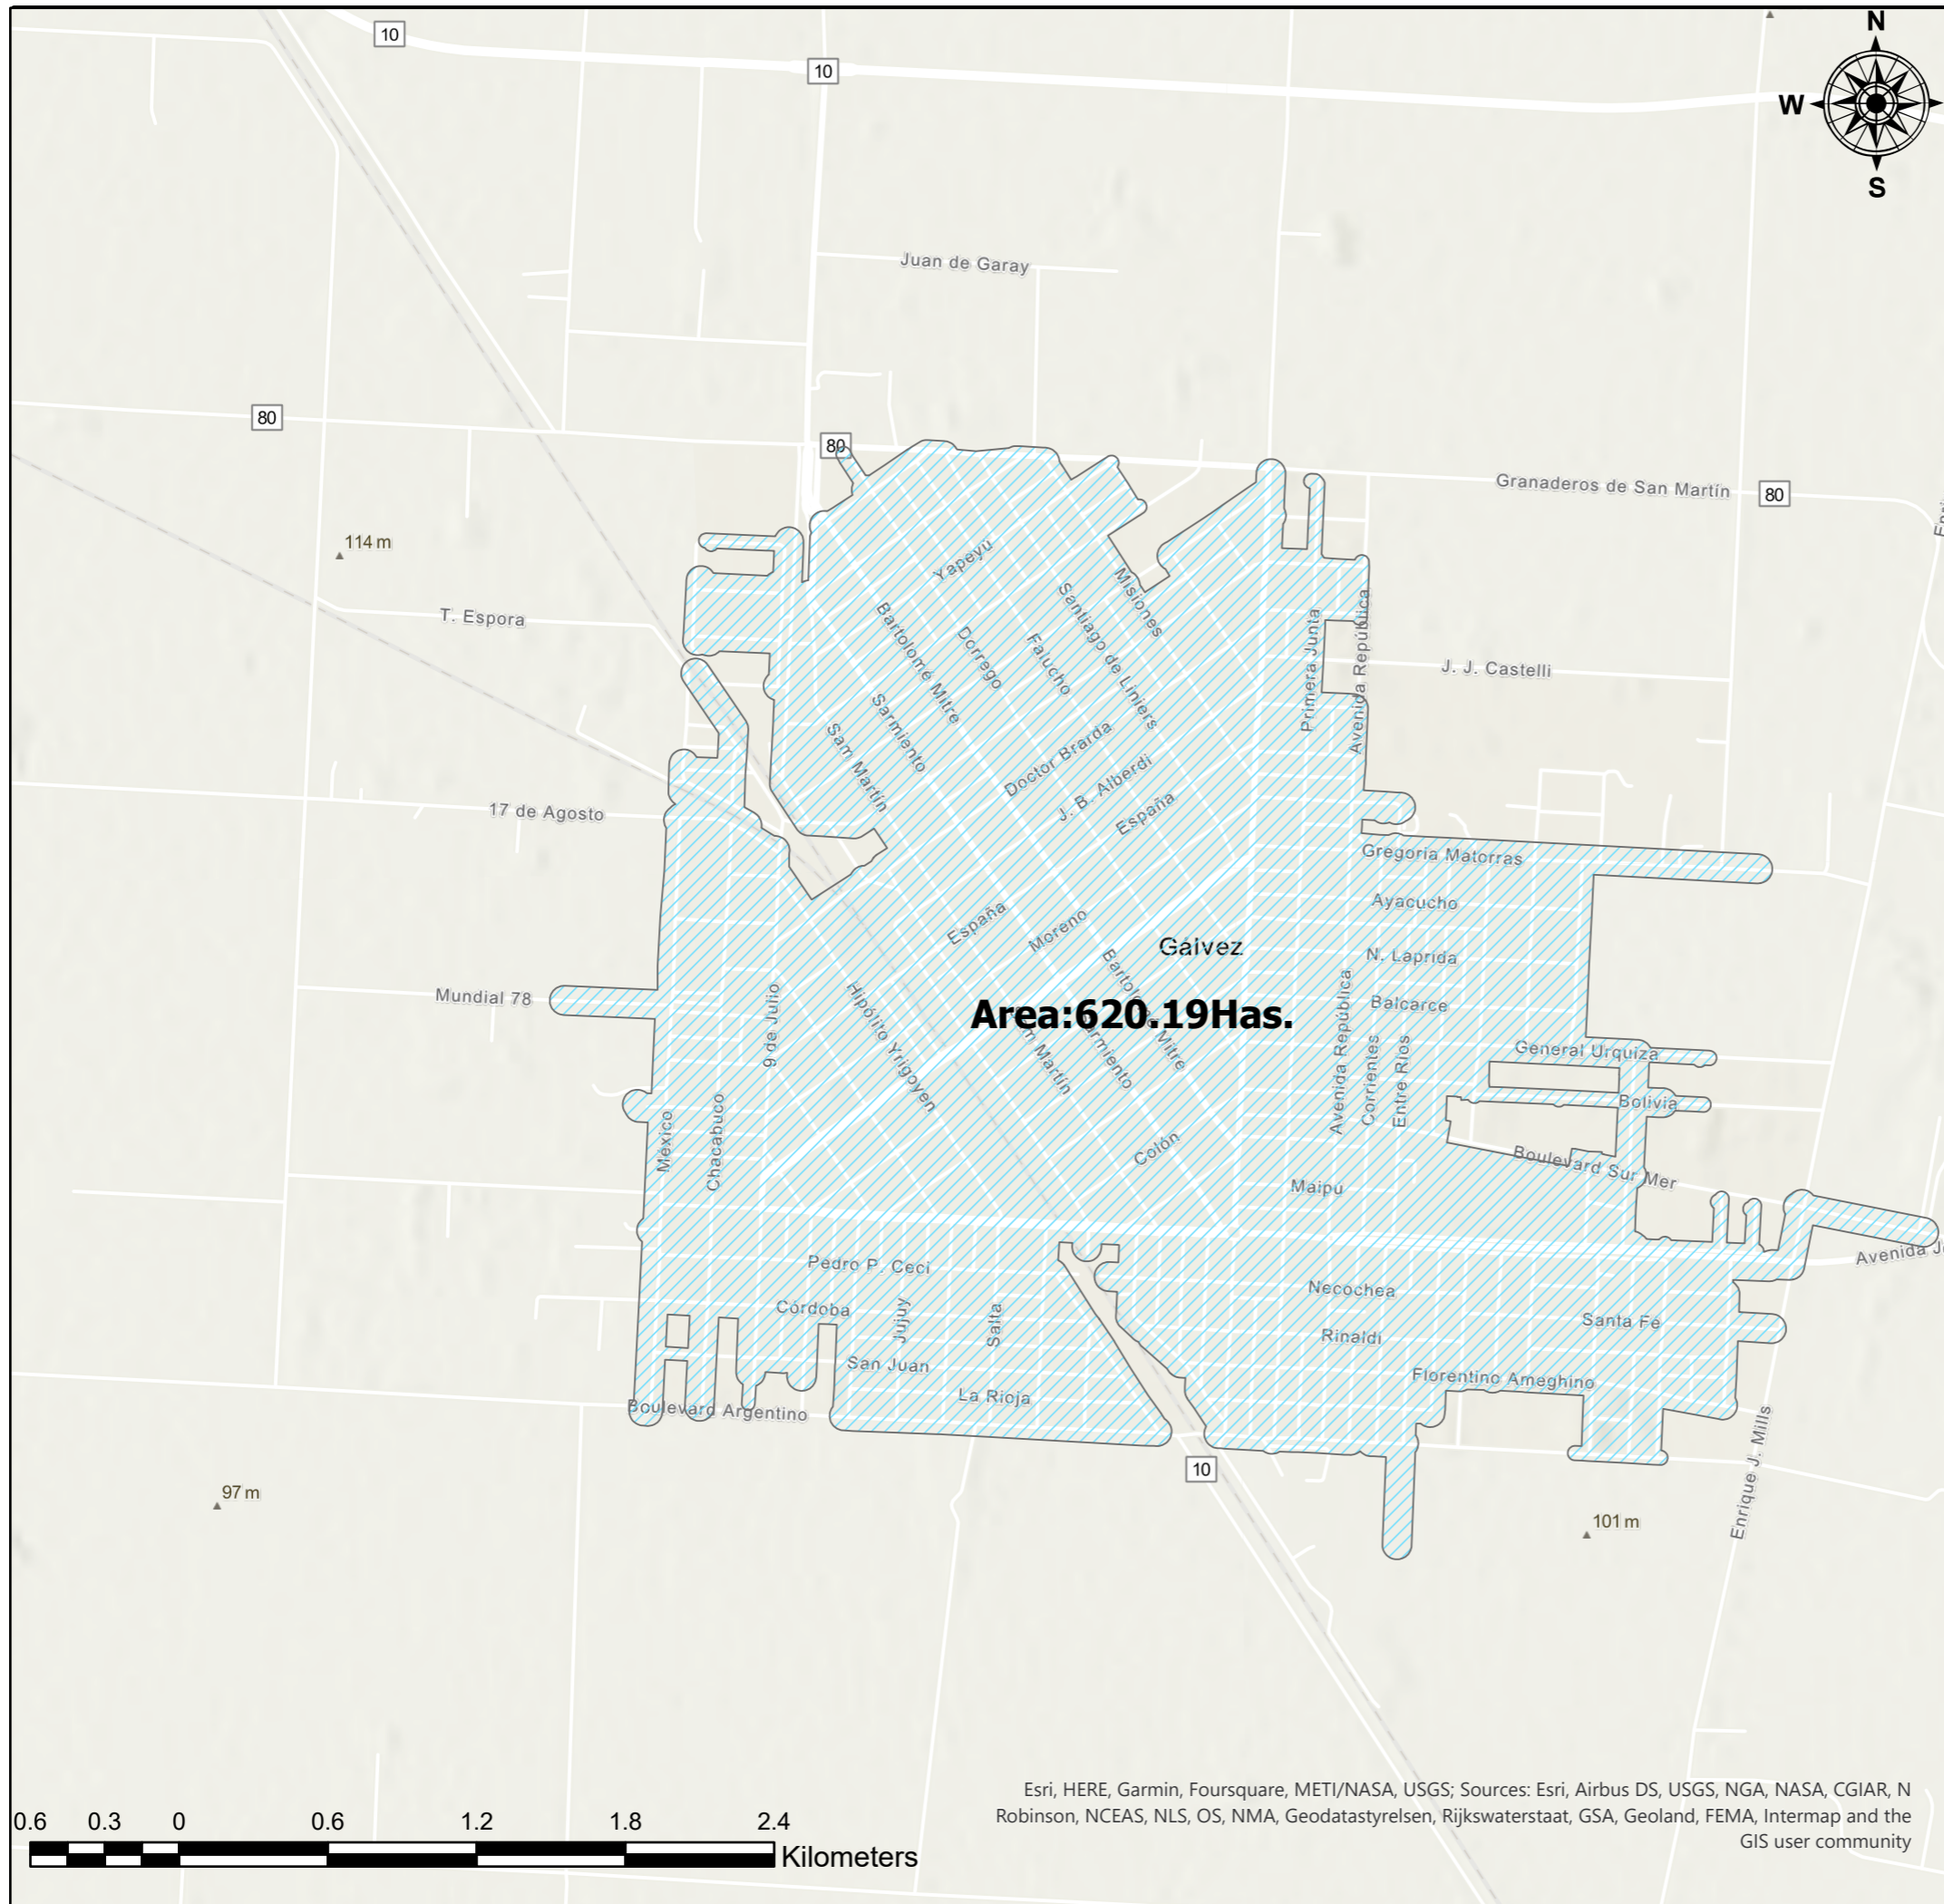 10
10
N
W
S
Juan de Garay
80
80
Granaderos de San Martín
80
114 m
T. Espora
Yapeyú
Misiones
Santiago de Liniers
Bartolomé Mitre
Dorrego
Falucho
Primera Junta
Avenida República
J. J. Castelli
Sarmiento
Sam Martín
Doctor Brarda
J. B. Alberdi
España
17 de Agosto
Gregoria Matorras
Ayacucho
España
Moreno
Gálvez
N. Laprida
Mundial 78
9 de Julio
Hipólito Yrigoyen
Bartolomé Mitre
Area:620.19Has.
Balcarce
Avenida República
Corrientes
Entre Ríos
General Urquiza
Bolivia
México
Chacabuco
Colón
Boulevard Sur Mer
Maipú
Pedro P. Ceci
Avenida J
Necochea
Córdoba
Jujuy
Salta
Santa Fe
Rinaldi
San Juan
Florentino Ameghino
La Rioja
Boulevard Argentino
Enrique J. Mills
10
97 m
101 m
Esri, HERE, Garmin, Foursquare, METI/NASA, USGS; Sources: Esri, Airbus DS, USGS, NGA, NASA, CGIAR, N
Robinson, NCEAS, NLS, OS, NMA, Geodatastyrelsen, Rijkswaterstaat, GSA, Geoland, FEMA, Intermap and the
GIS user community
0.6 0.3 0 0.6 1.2 1.8 2.4
Kilometers